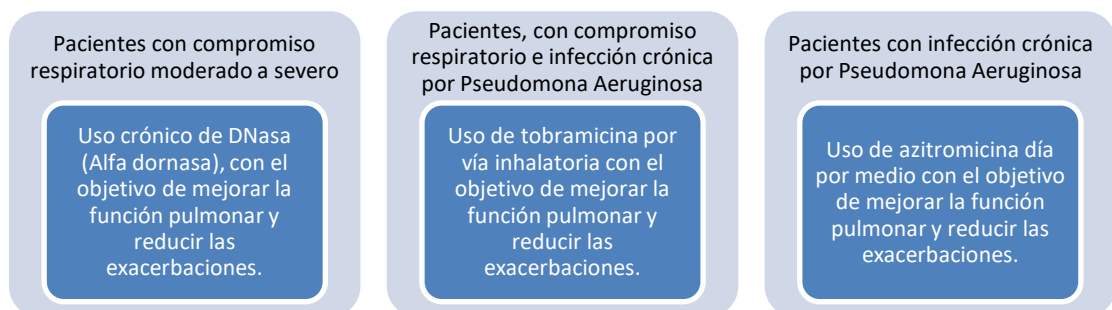 Pacientes con compromiso
respiratorio moderado a severo
Uso crónico de DNasa
(Alfa dornasa), con el
objetivo de mejorar la
función pulmonar y
reducir las
exacerbaciones.
Pacientes, con compromiso
respiratorio e infección crónica
por Pseudomona Aeruginosa
Uso de tobramicina por
vía inhalatoria con el
objetivo de mejorar la
función pulmonar y
reducir las
exacerbaciones.
Pacientes con infección crónica
por Pseudomona Aeruginosa
Uso de azitromicina día
por medio con el objetivo
de mejorar la función
pulmonar y reducir las
exacerbaciones.